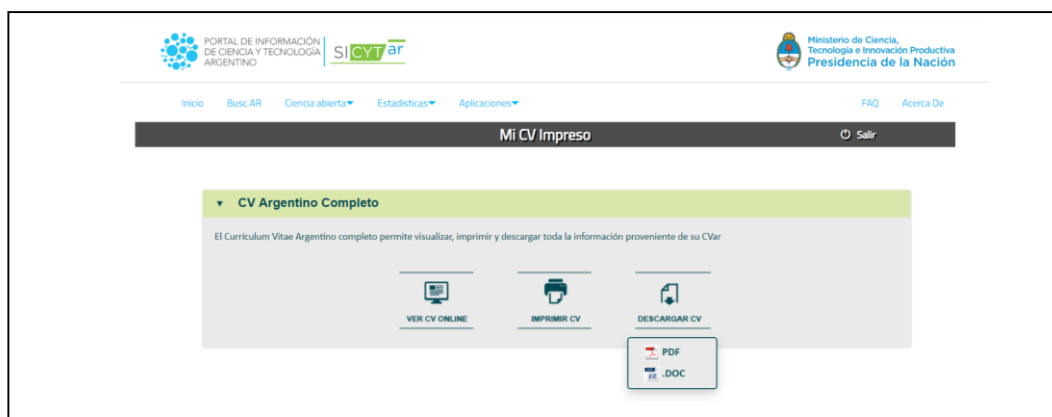 PORTAL DE INFORMACIÓN
DE CIENCIA Y TECNOLOGÍA
ARGENTINO
SICYTar
Ministerio de Ciencia,
Tecnología e Innovación Productiva
Presidencia de la Nación
Inicio Busc.AR Ciencia abierta Estadísticas Aplicaciones FAQ Acerca De
Mi CV Impreso Salir
CV Argentino Completo
El Currículum Vitae Argentino completo permite visualizar, imprimir y descargar toda la información proveniente de su CVar
VER CV ONLINE IMPRIMIR CV DESCARGAR CV
PDF
.DOC